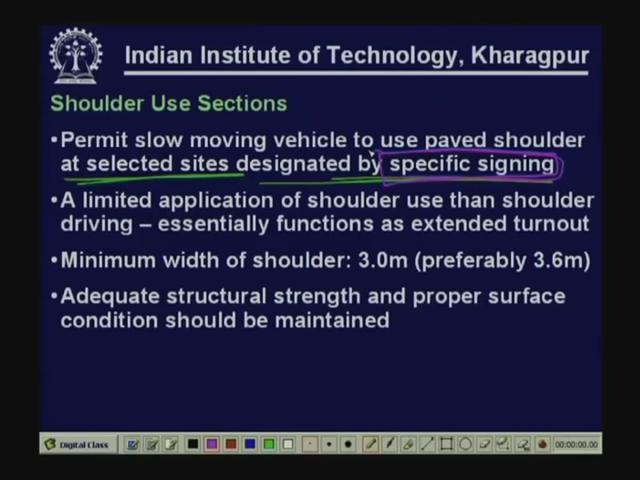 Indian Institute of Technology, Kharagpur
Shoulder Use Sections
•Permit slow moving vehicle to use paved shoulder
at selected sites designated by specific signing
•A limited application of shoulder use than shoulder
driving – essentially functions as extended turnout
•Minimum width of shoulder: 3.0m (preferably 3.6m)
•Adequate structural strength and proper surface
condition should be maintained
Digital Class 00:00:00.00